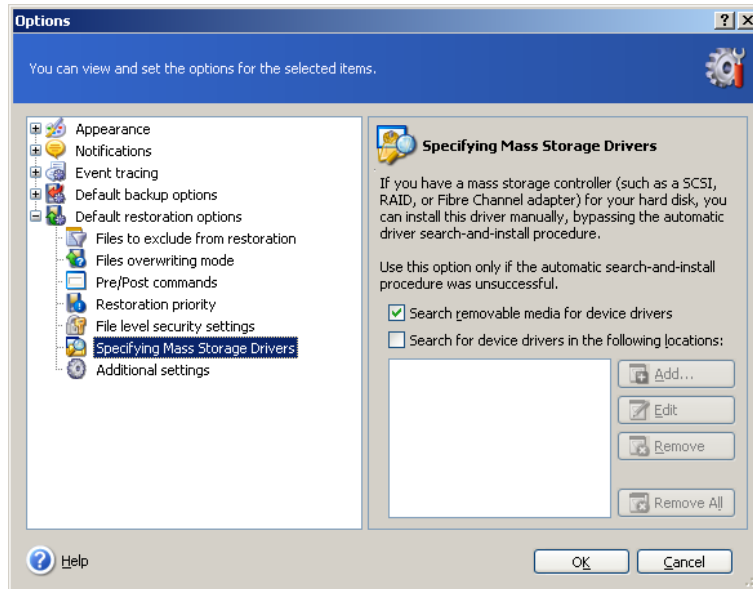 Options
You can view and set the options for the selected items.
Appearance
Notifications
Event tracing
Default backup options
Default restoration options
Files to exclude from restoration
Files overwriting mode
Pre/Post commands
Restoration priority
File level security settings
Specifying Mass Storage Drivers
Additional settings
Specifying Mass Storage Drivers
If you have a mass storage controller (such as a SCSI,
RAID, or Fibre Channel adapter) for your hard disk, you
can install this driver manually, bypassing the automatic
driver search-and-install procedure.
Use this option only if the automatic search-and-install
procedure was unsuccessful.
Search removable media for device drivers
Search for device drivers in the following locations:
Add...
Edit
Remove
Remove All
Help
OK
Cancel